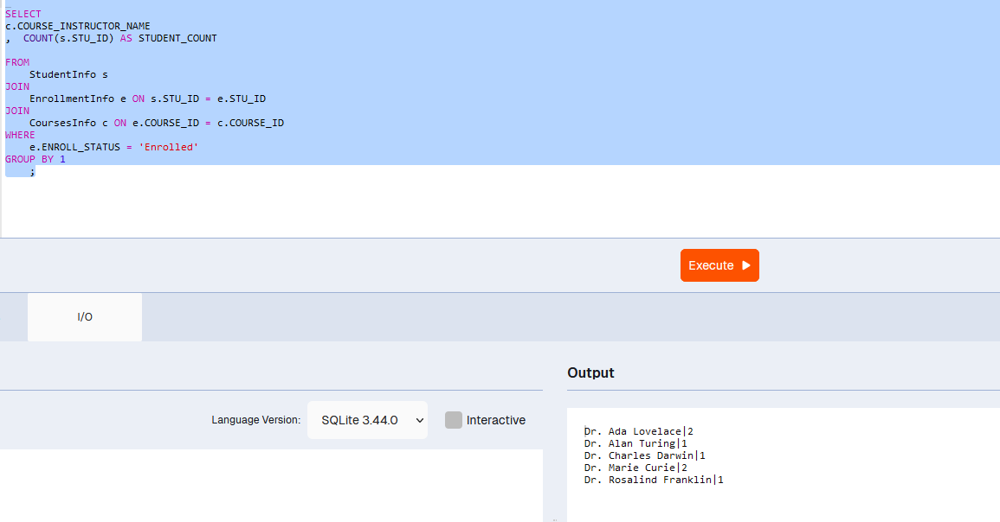 SELECT
c.COURSE_INSTRUCTOR_NAME
,  COUNT(s.STU_ID) AS STUDENT_COUNT
FROM
    StudentInfo s
JOIN
    EnrollmentInfo e ON s.STU_ID = e.STU_ID
JOIN
    CoursesInfo c ON e.COURSE_ID = c.COURSE_ID
WHERE
    e.ENROLL_STATUS = 'Enrolled'
GROUP BY 1
    ;
Execute
I/O
Language Version: SQLite 3.44.0 Interactive
Output
Dr. Ada Lovelace|2
Dr. Alan Turing|1
Dr. Charles Darwin|1
Dr. Marie Curie|2
Dr. Rosalind Franklin|1